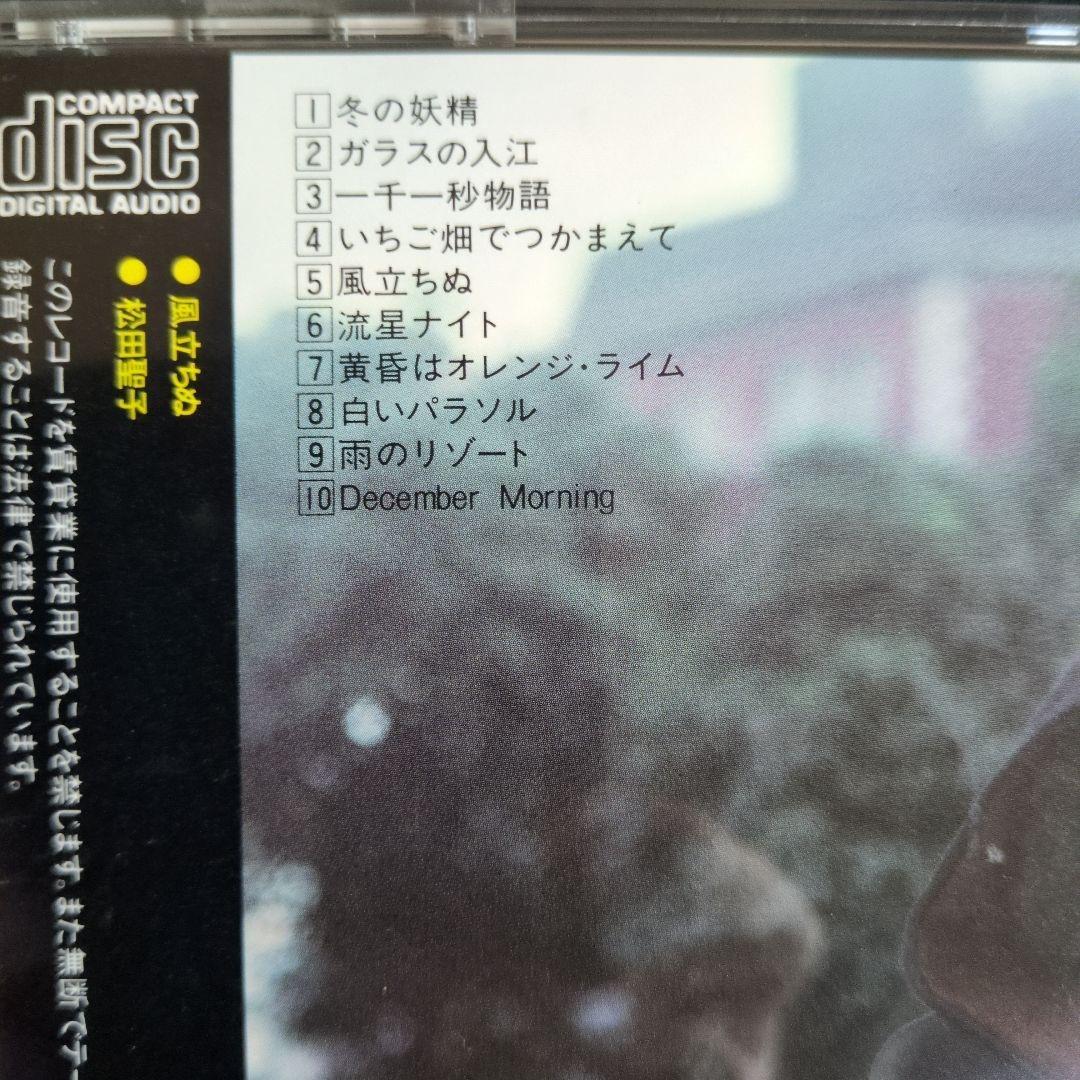 COMPACT
disc
DIGITAL AUDIO
●風立ちぬ
●松田聖子
このレコードを賃貸業に使用することを禁じます。また無断でテー
録音することは法律で禁じられています。
1 冬の妖精
2 ガラスの入江
3 一千一秒物語
4 いちご畑でつかまえて
5 風立ちぬ
6 流星ナイト
7 黄昏はオレンジ・ライム
8 白いパラソル
9 雨のリゾート
10 December Morning